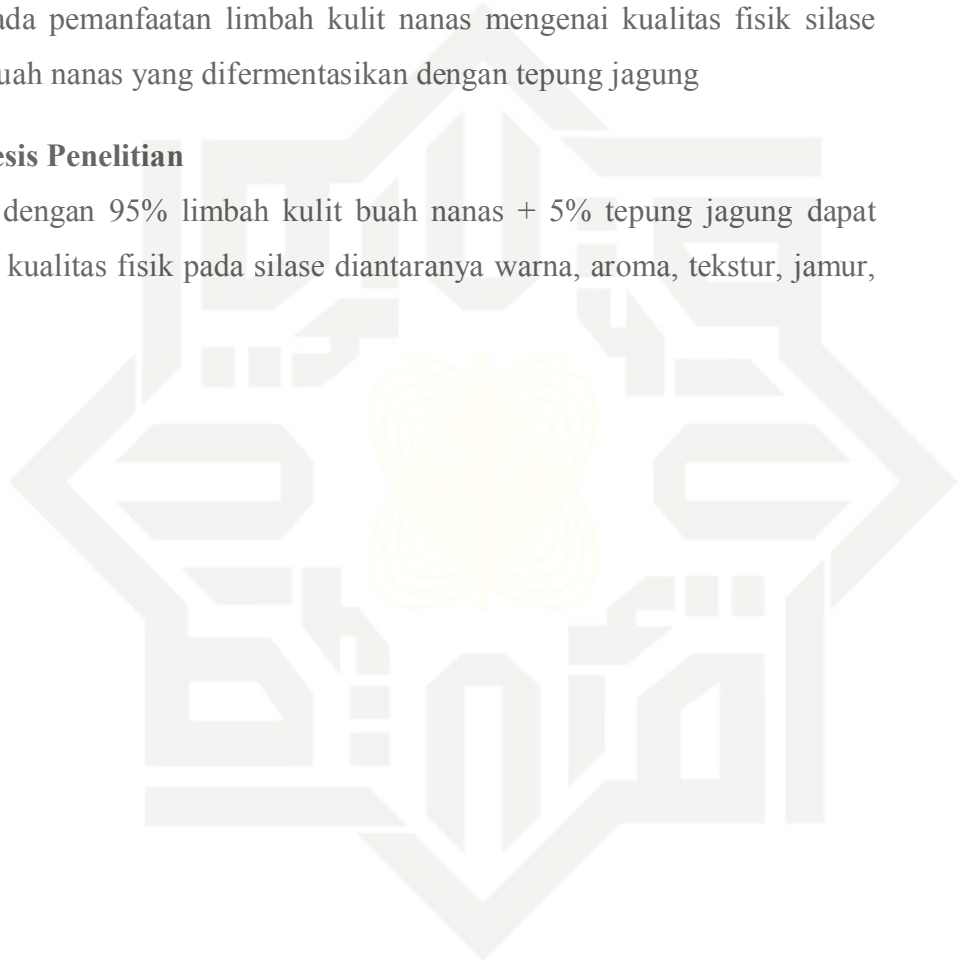 ada pemanfaatan limbah kulit nanas mengenai kualitas fisik silase
uah nanas yang difermentasikan dengan tepung jagung
esis Penelitian
dengan 95% limbah kulit buah nanas + 5% tepung jagung dapat
kualitas fisik pada silase diantaranya warna, aroma, tekstur, jamur,